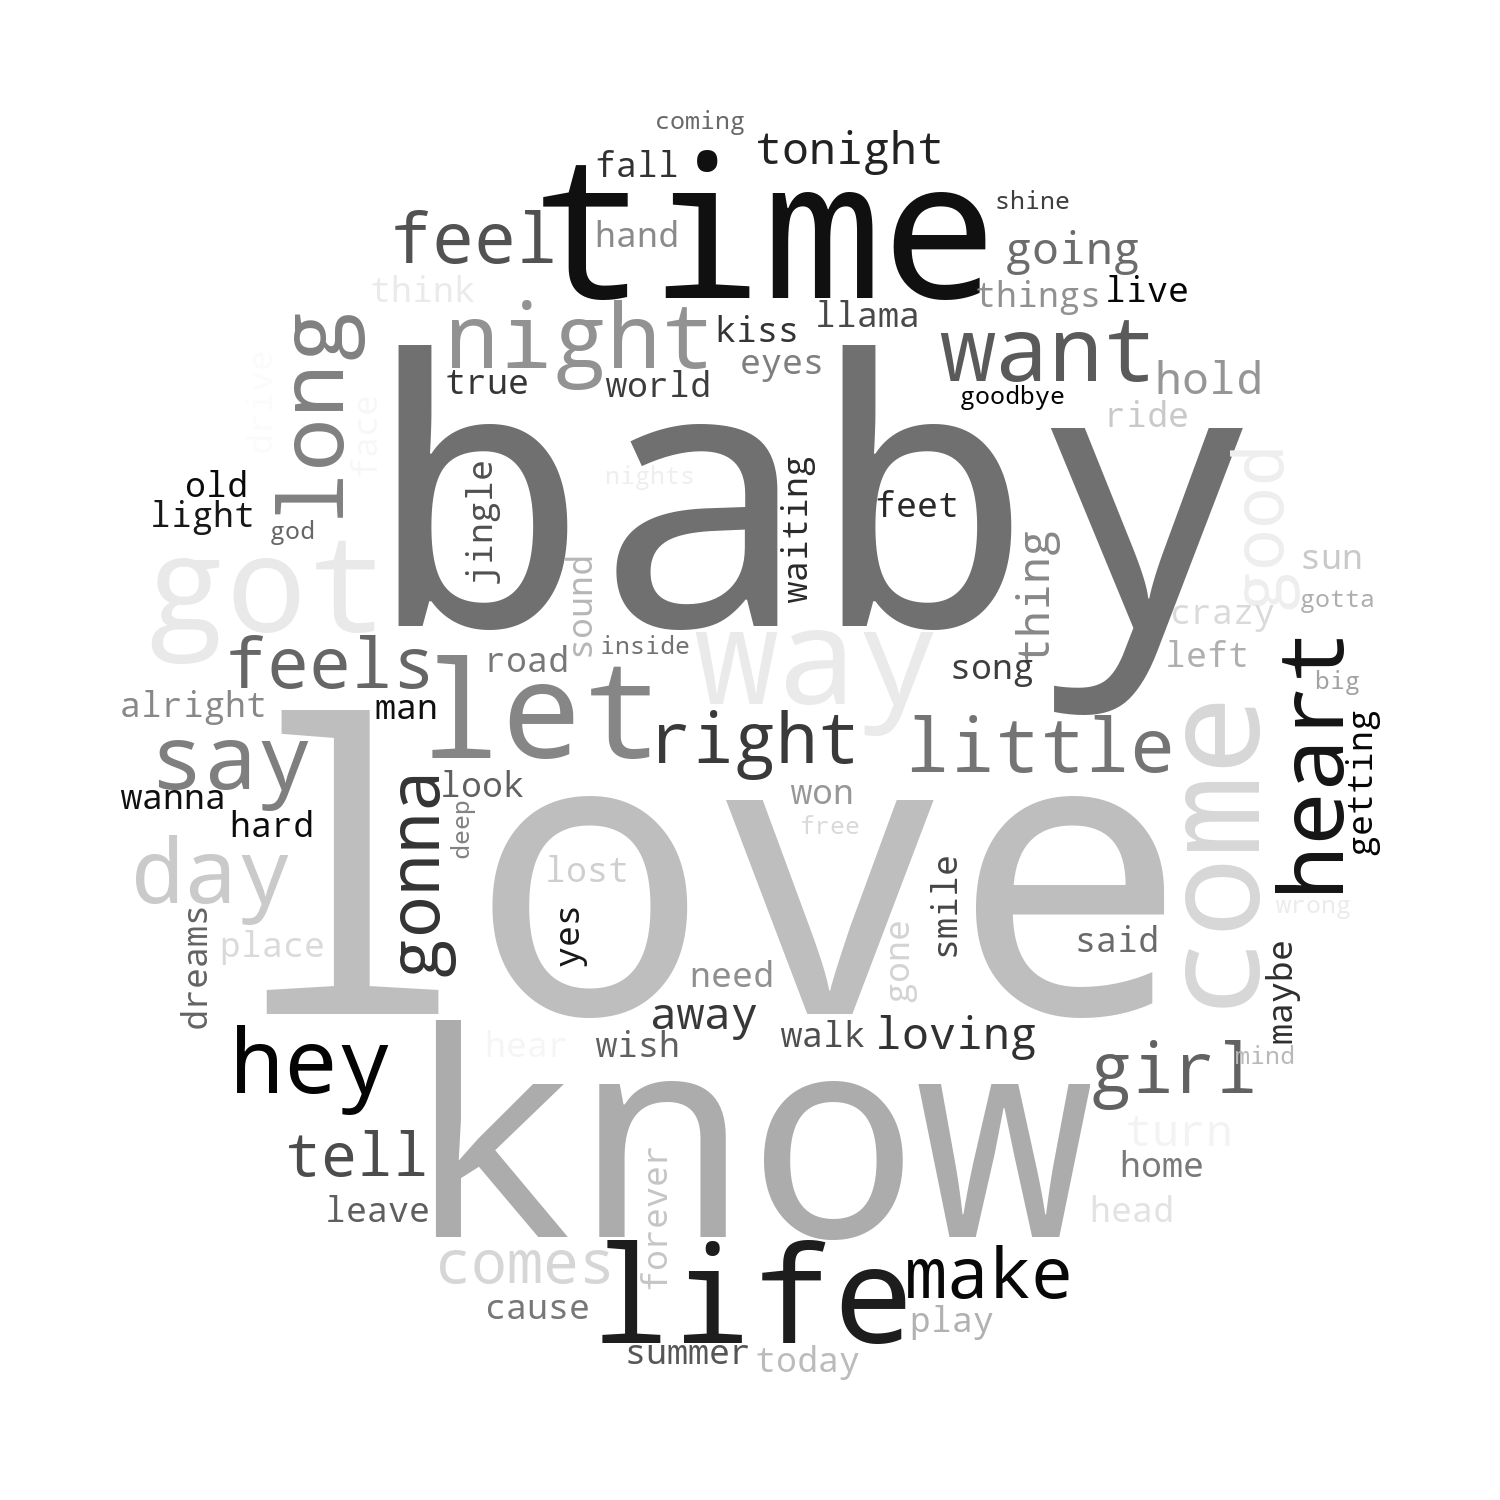 coming
tonight
fall
time
shine
feel
hand
going
think
things
live
night
kiss
llama
long
want
eyes
hold
true
world
goodbye
drive
face
ride
baby
old
jingle
nights
waiting
feet
good
light
god
got
sound
thing
sun
crazy
gotta
feels
road
inside
way
song
left
heart
big
alright
man
let
right
little
come
getting
say
wanna
look
won
hard
gonna
deep
free
love
day
lost
smile
wrong
dreams
place
yes
gone
said
maybe
need
away
hey
hear
wish
walk
loving
girl
mind
know
tell
turn
home
leave
forever
head
comes
life
make
cause
play
summer
today